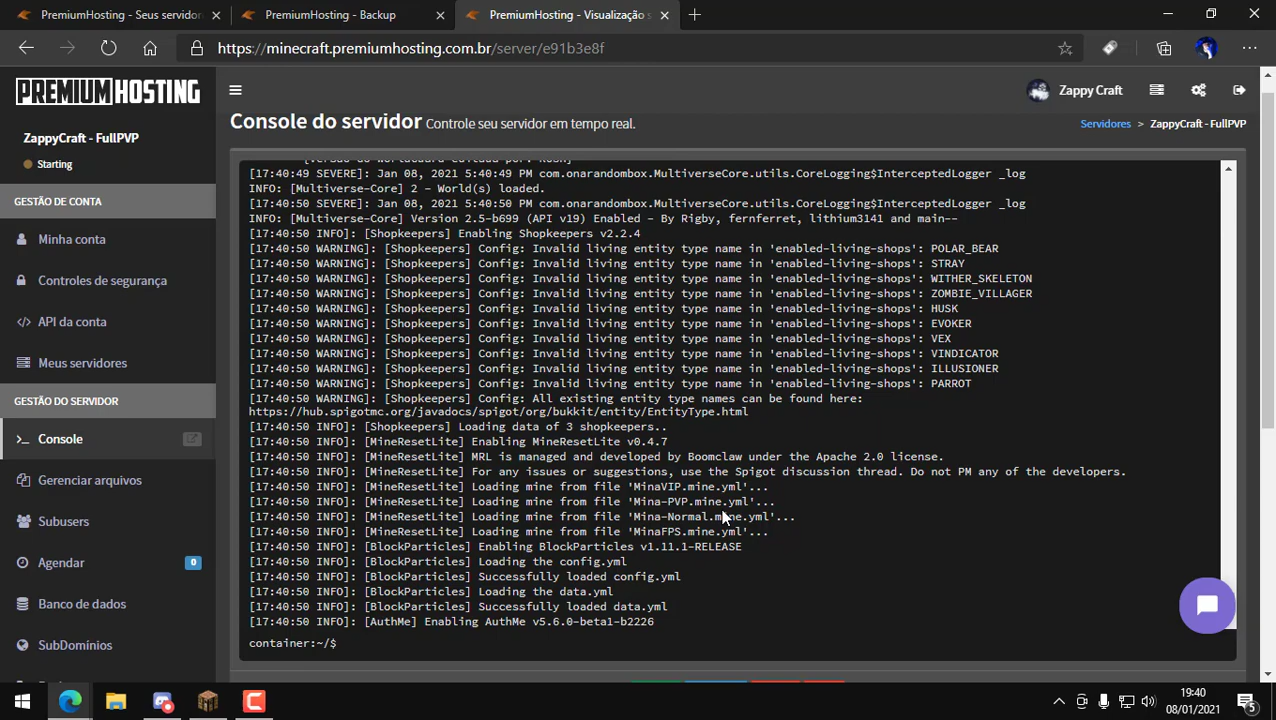 PremiumHosting - Seus servidor
PremiumHosting - Backup
PremiumHosting - Visualização s
https://minecraft.premiumhosting.com.br/server/e91b3e8f
PREMIUMHOSTING
Zappy Craft
ZappyCraft - FullPVP
Starting
GESTÃO DE CONTA
Minha conta
Controles de segurança
API da conta
Meus servidores
GESTÃO DO SERVIDOR
Console
Gerenciar arquivos
Subusers
Agendar 0
Banco de dados
SubDomínios
Console do servidor Controle seu servidor em tempo real.
Servidores > ZappyCraft - FullPVP
[17:40:49 SEVERE]: Jan 08, 2021 5:40:49 PM com.onarandombox.MultiverseCore.utils.CoreLogging$InterceptedLogger _log
INFO: [Multiverse-Core] 2 - World(s) loaded.
[17:40:50 SEVERE]: Jan 08, 2021 5:40:50 PM com.onarandombox.MultiverseCore.utils.CoreLogging$InterceptedLogger _log
INFO: [Multiverse-Core] Version 2.5-b699 (API v19) Enabled - By Rigby, fernferret, lithium3141 and main--
[17:40:50 INFO]: [Shopkeepers] Enabling Shopkeepers v2.2.4
[17:40:50 WARNING]: [Shopkeepers] Config: Invalid living entity type name in 'enabled-living-shops': POLAR_BEAR
[17:40:50 WARNING]: [Shopkeepers] Config: Invalid living entity type name in 'enabled-living-shops': STRAY
[17:40:50 WARNING]: [Shopkeepers] Config: Invalid living entity type name in 'enabled-living-shops': WITHER_SKELETON
[17:40:50 WARNING]: [Shopkeepers] Config: Invalid living entity type name in 'enabled-living-shops': ZOMBIE_VILLAGER
[17:40:50 WARNING]: [Shopkeepers] Config: Invalid living entity type name in 'enabled-living-shops': HUSK
[17:40:50 WARNING]: [Shopkeepers] Config: Invalid living entity type name in 'enabled-living-shops': EVOKER
[17:40:50 WARNING]: [Shopkeepers] Config: Invalid living entity type name in 'enabled-living-shops': VEX
[17:40:50 WARNING]: [Shopkeepers] Config: Invalid living entity type name in 'enabled-living-shops': VINDICATOR
[17:40:50 WARNING]: [Shopkeepers] Config: Invalid living entity type name in 'enabled-living-shops': ILLUSIONER
[17:40:50 WARNING]: [Shopkeepers] Config: Invalid living entity type name in 'enabled-living-shops': PARROT
[17:40:50 WARNING]: [Shopkeepers] Config: All existing entity type names can be found here:
https://hub.spigotmc.org/javadocs/spigot/org/bukkit/entity/EntityType.html
[17:40:50 INFO]: [Shopkeepers] Loading data of 3 shopkeepers..
[17:40:50 INFO]: [MineResetLite] Enabling MineResetLite v0.4.7
[17:40:50 INFO]: [MineResetLite] MRL is managed and developed by Boomclaw under the Apache 2.0 license.
[17:40:50 INFO]: [MineResetLite] For any issues or suggestions, use the Spigot discussion thread. Do not PM any of the developers.
[17:40:50 INFO]: [MineResetLite] Loading mine from file 'MinaVIP.mine.yml'...
[17:40:50 INFO]: [MineResetLite] Loading mine from file 'Mina-PVP.mine.yml'...
[17:40:50 INFO]: [MineResetLite] Loading mine from file 'Mina-Normal.mine.yml'...
[17:40:50 INFO]: [MineResetLite] Loading mine from file 'MinaFPS.mine.yml'...
[17:40:50 INFO]: [BlockParticles] Enabling BlockParticles v1.11.1-RELEASE
[17:40:50 INFO]: [BlockParticles] Loading the config.yml
[17:40:50 INFO]: [BlockParticles] Successfully loaded config.yml
[17:40:50 INFO]: [BlockParticles] Loading the data.yml
[17:40:50 INFO]: [BlockParticles] Successfully loaded data.yml
[17:40:50 INFO]: [AuthMe] Enabling AuthMe v5.6.0-beta1-b2226
container:~/$
19:40
08/01/2021
5